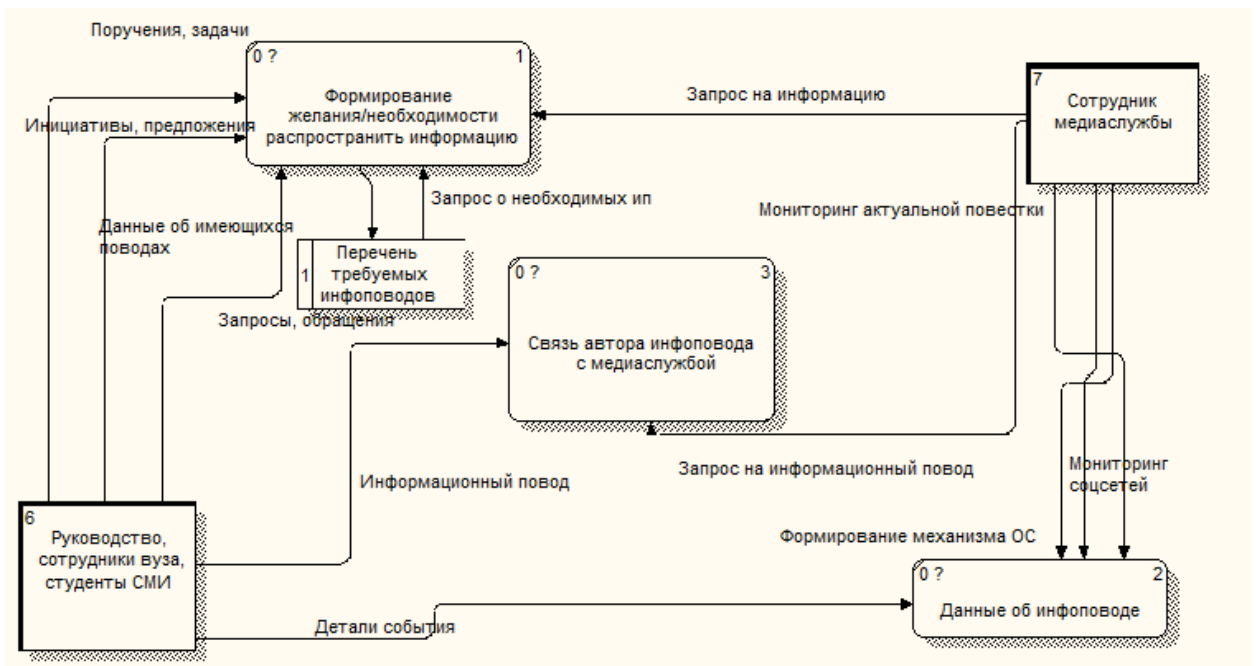 Поручения, задачи
0 ?
1
Формирование
желания/необходимости
распространить информацию
Запрос на информацию
7
Сотрудник
медиаслужбы
Инициативы, предложения
Запрос о необходимых ип
Мониторинг актуальной повестки
Данные об имеющихся
поводах
1
Перечень
требуемых
инфоповодов
0 ?
3
Связь автора инфоповода
с медиаслужбой
Запросы, обращения
Информационный повод
Запрос на информационный повод
Мониторинг
соцсетей
6
Руководство,
сотрудники вуза,
студенты СМИ
Формирование механизма ОС
0 ?
2
Данные об инфоповоде
Детали события